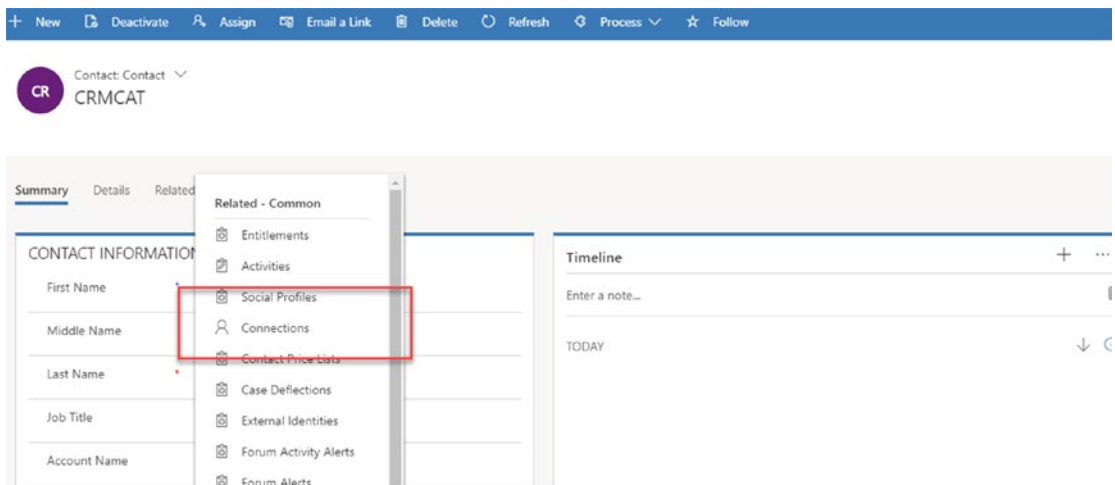 + New Deactivate Assign Email a Link Delete Refresh Process Follow
CR
Contact: Contact
CRMCAT
Summary Details Related
Related - Common
Entitlements
Activities
Social Profiles
Connections
Contact Price Lists
Case Deflections
External Identities
Forum Activity Alerts
Forum Alerts
CONTACT INFORMATION
First Name *
Middle Name
Last Name *
Job Title
Account Name
Timeline + ...
Enter a note...
TODAY